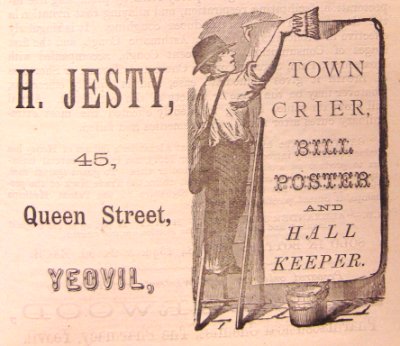 H. JESTY,
45,
Queen Street,
YEOVIL,
TOWN
CRIER,
BILL
POSTER
AND
HALL
KEEPER.